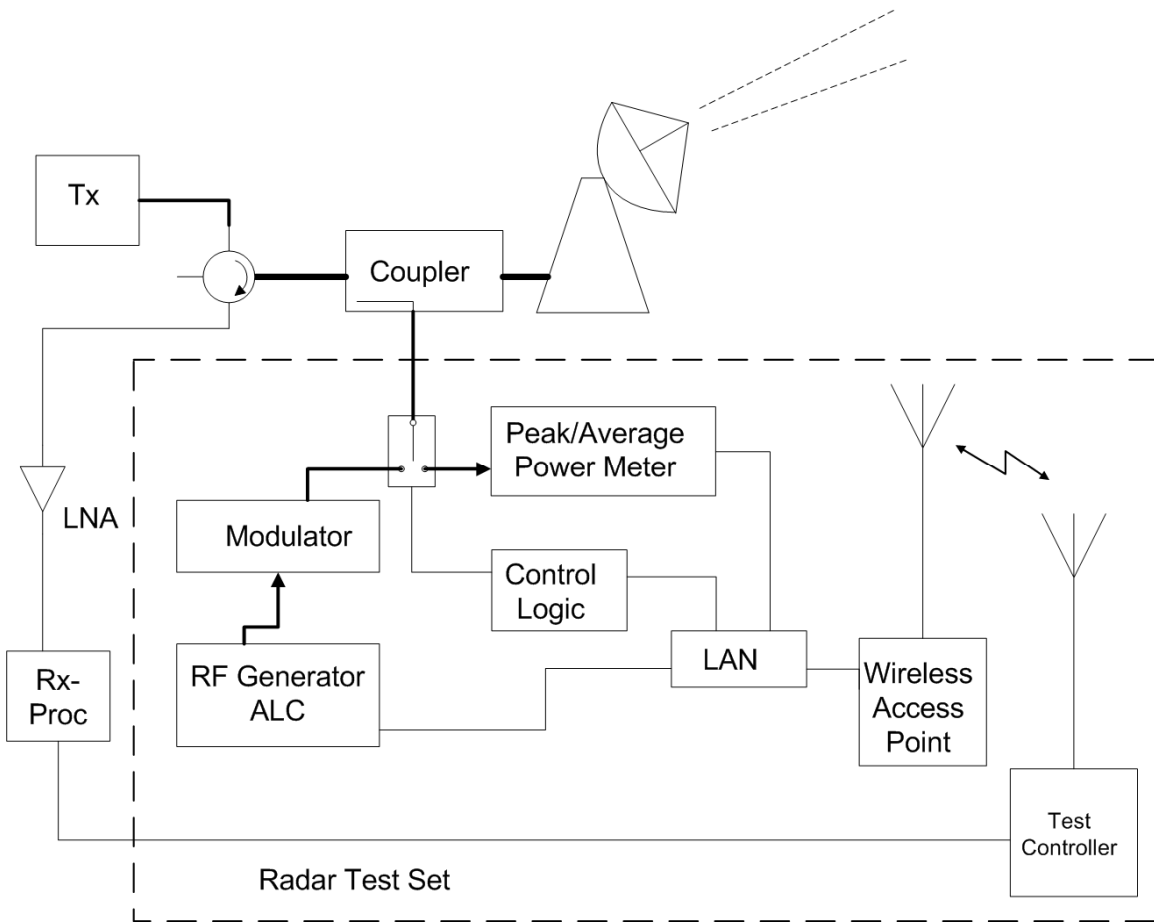 Tx
Coupler
Peak/Average
Power Meter
LNA
Modulator
Control
Logic
RF Generator
ALC
LAN
Rx-
Proc
Wireless
Access
Point
Test
Controller
Radar Test Set